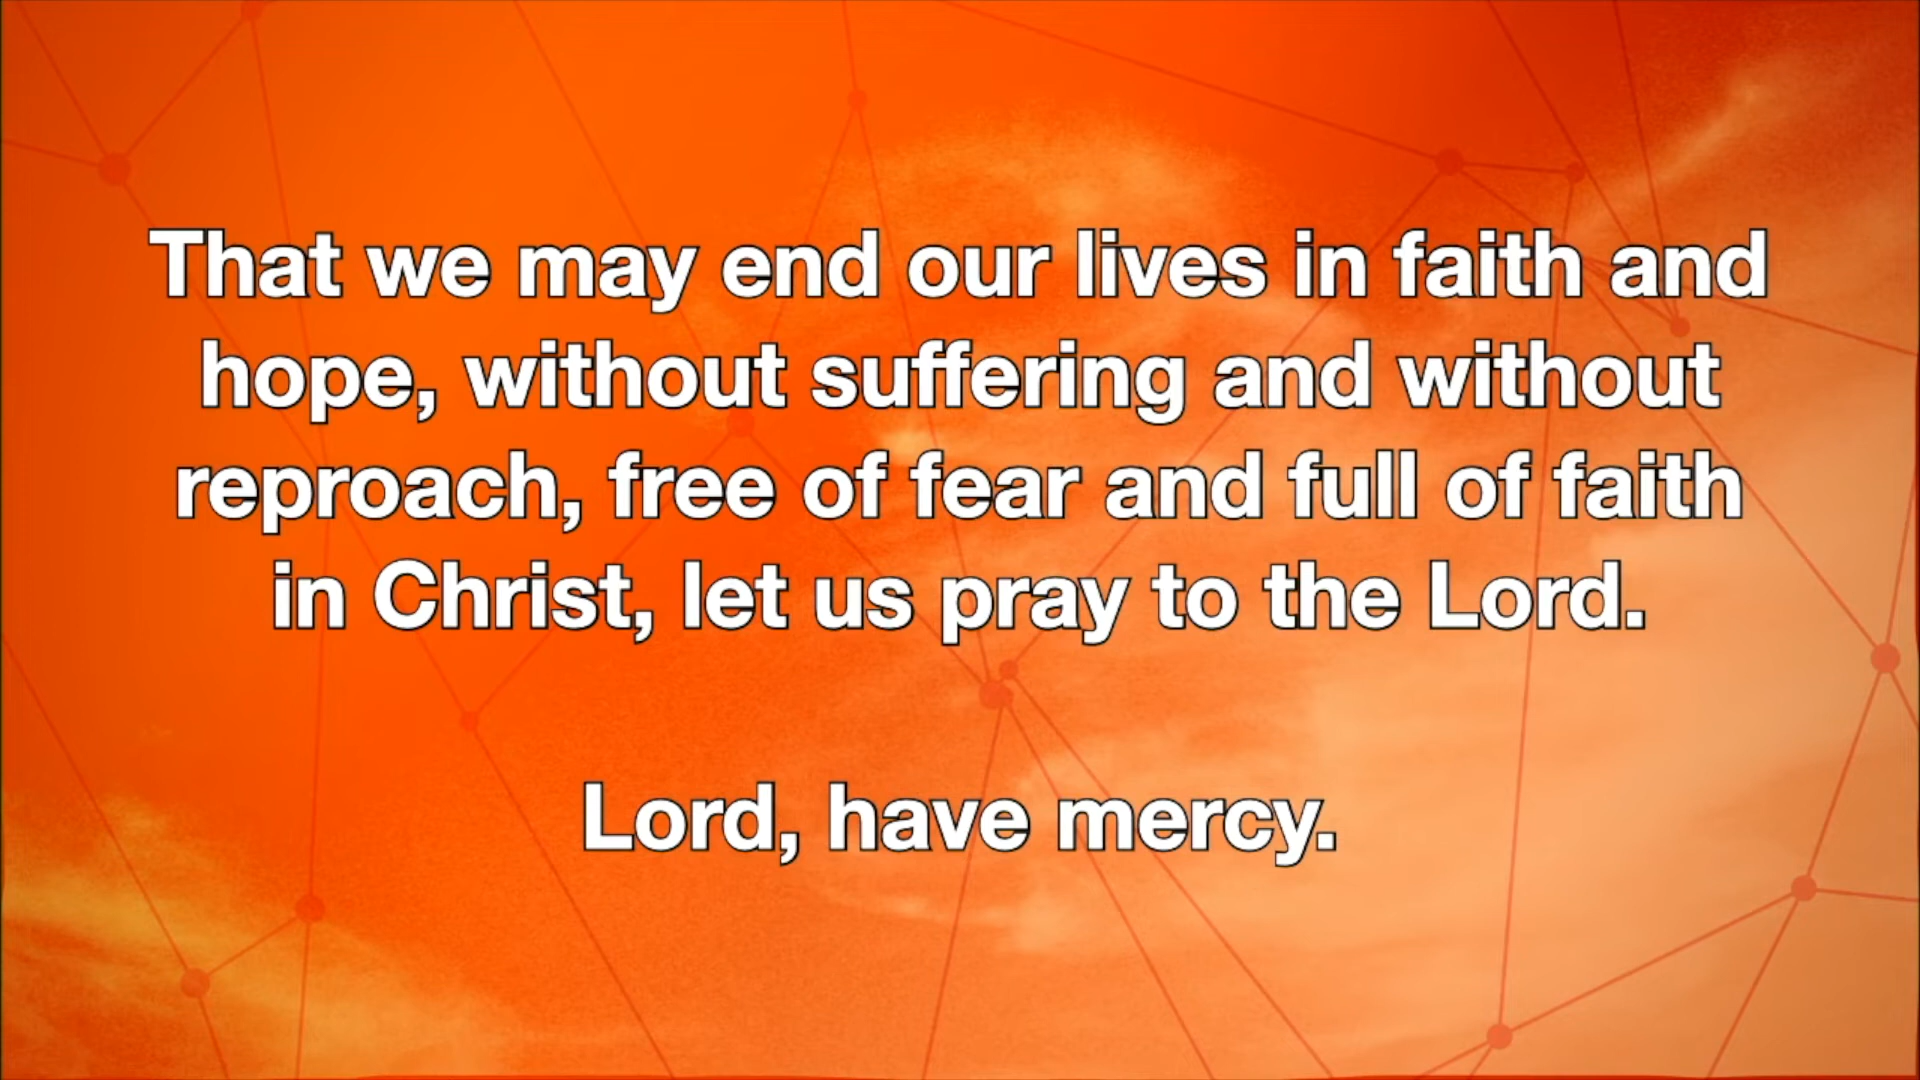 That we may end our lives in faith and
hope, without suffering and without
reproach, free of fear and full of faith
in Christ, let us pray to the Lord.
Lord, have mercy.